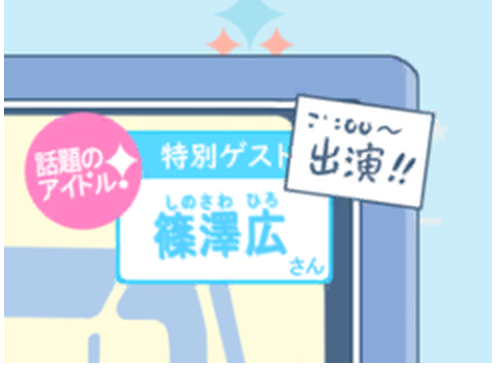 話題の
アイドル!
特別ゲスト
しのさわ ひろ
篠澤広
さん
:00〜
出演!!